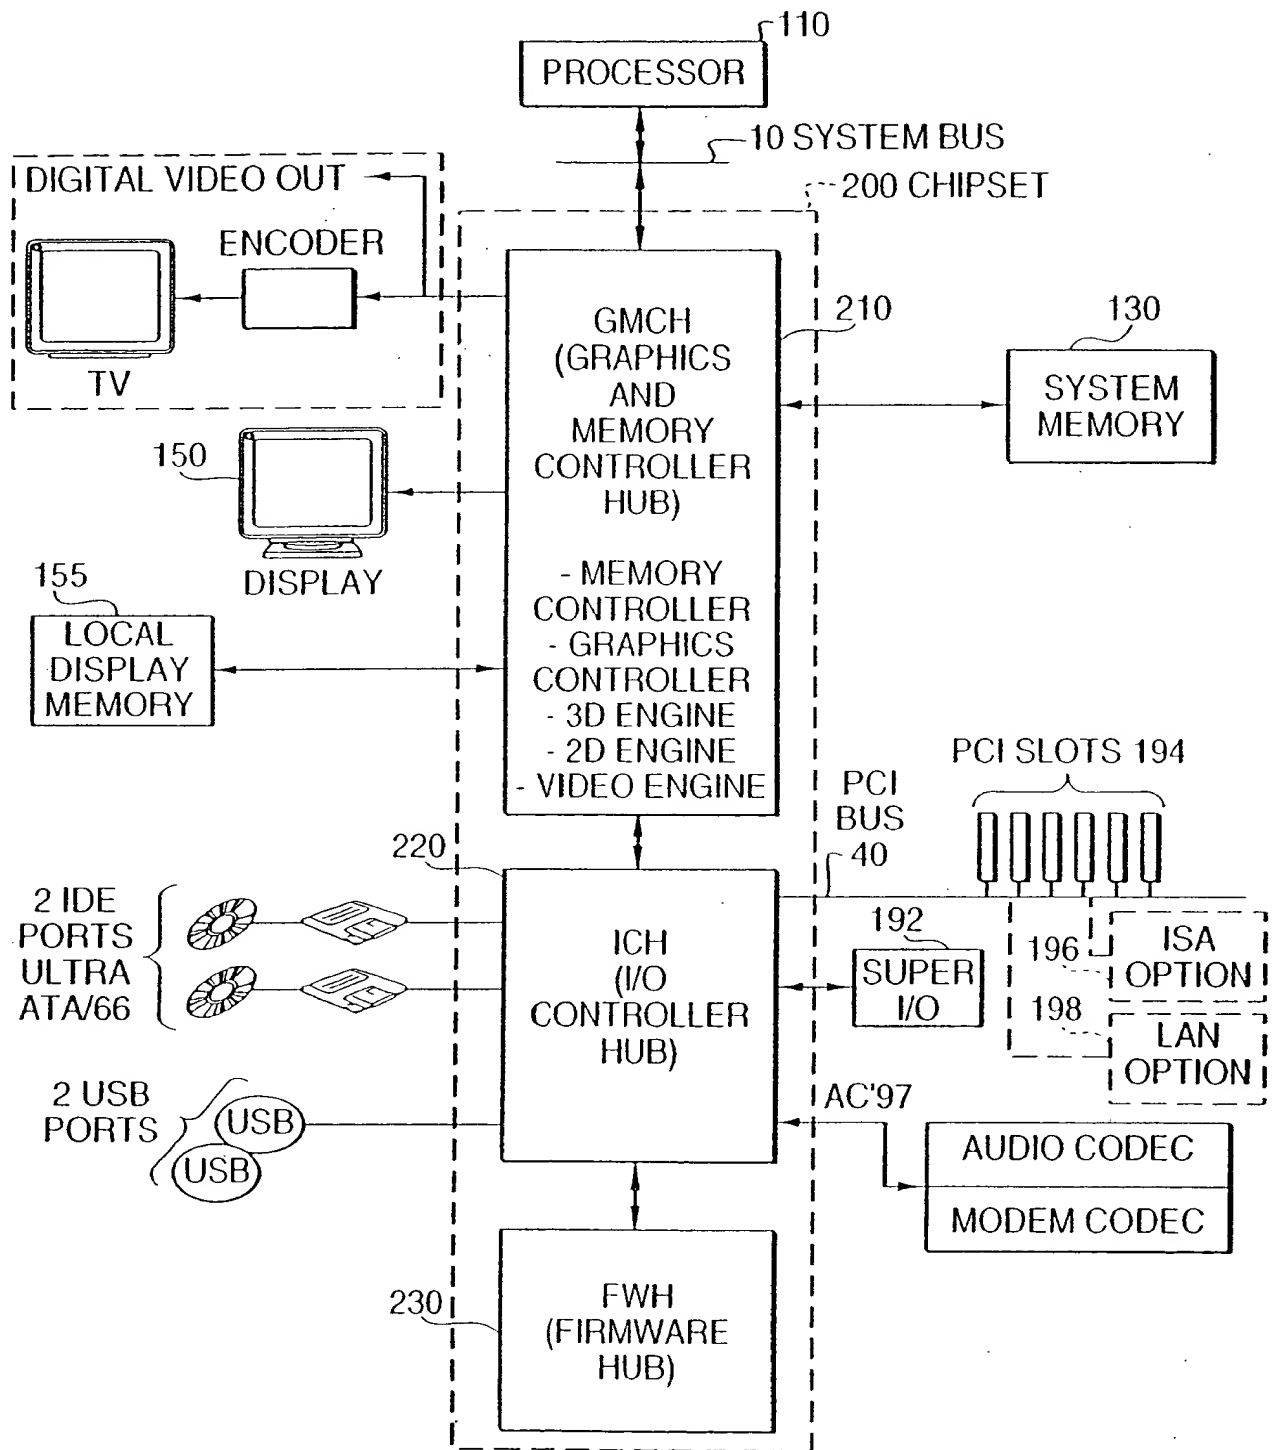 110
PROCESSOR
10 SYSTEM BUS
200 CHIPSET
DIGITAL VIDEO OUT
ENCODER
TV
GMCH
(GRAPHICS
AND
MEMORY
CONTROLLER
HUB)
- MEMORY
CONTROLLER
- GRAPHICS
CONTROLLER
- 3D ENGINE
- 2D ENGINE
- VIDEO ENGINE
210
130
SYSTEM
MEMORY
150
DISPLAY
155
LOCAL
DISPLAY
MEMORY
PCI SLOTS 194
PCI
BUS
40
220
2 IDE
PORTS
ULTRA
ATA/66
ICH
(I/O
CONTROLLER
HUB)
192
SUPER
I/O
196
ISA
OPTION
198
LAN
OPTION
2 USB
PORTS
USB
USB
AC'97
AUDIO CODEC
MODEM CODEC
230
FWH
(FIRMWARE
HUB)